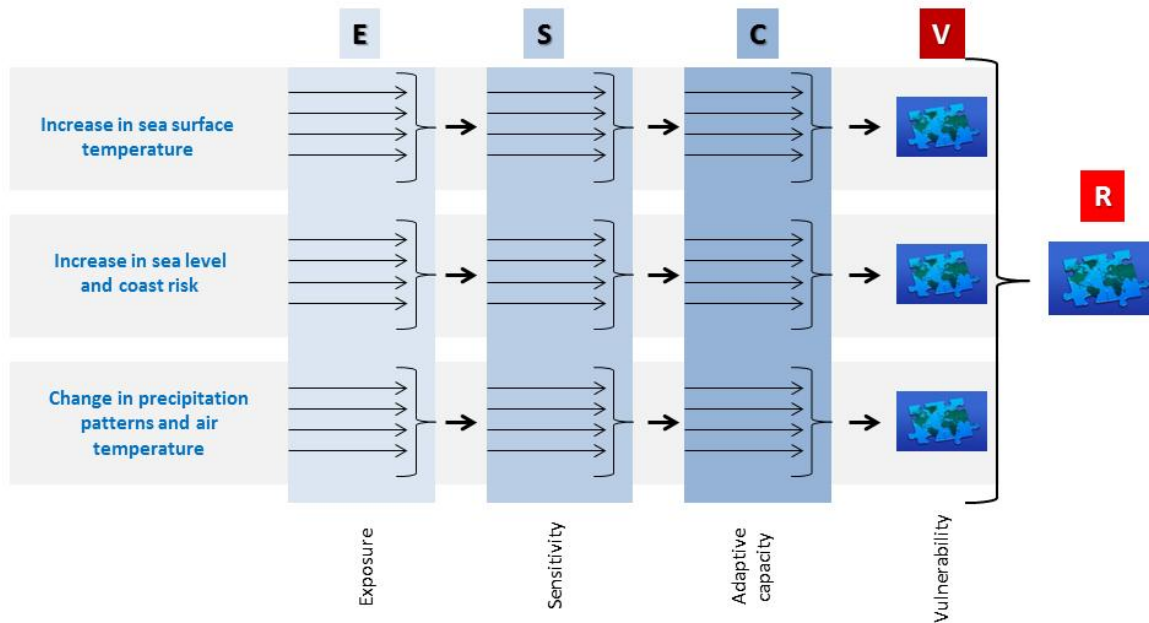 E
S
C
V
Increase in sea surface
temperature
R
Increase in sea level
and coast risk
Change in precipitation
patterns and air
temperature
Exposure
Sensitivity
Adaptive
capacity
Vulnerability